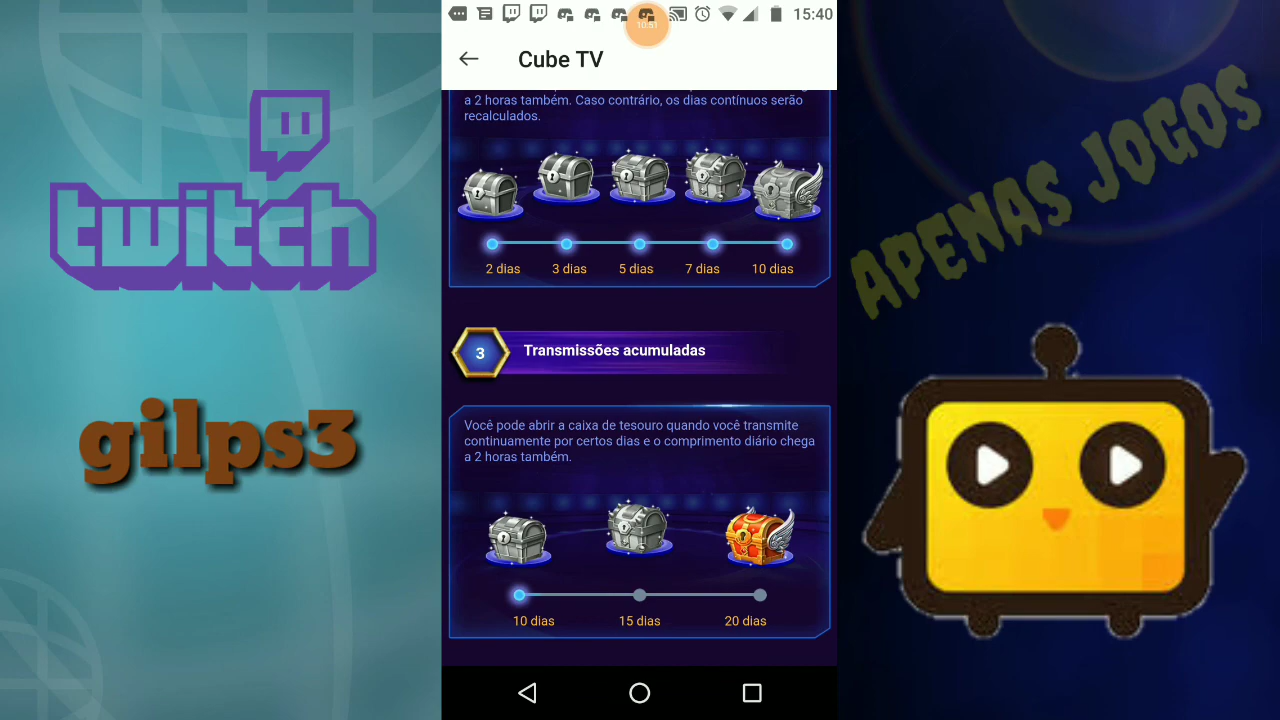 15:40
10:51
Cube TV
a 2 horas também. Caso contrário, os dias contínuos serão
recalculados.
2 dias 3 dias 5 dias 7 dias 10 dias
3 Transmissões acumuladas
Você pode abrir a caixa de tesouro quando você transmite
continuamente por certos dias e o comprimento diário chega
a 2 horas também.
10 dias 15 dias 20 dias
twitch
gilps3
APENAS JOGOS